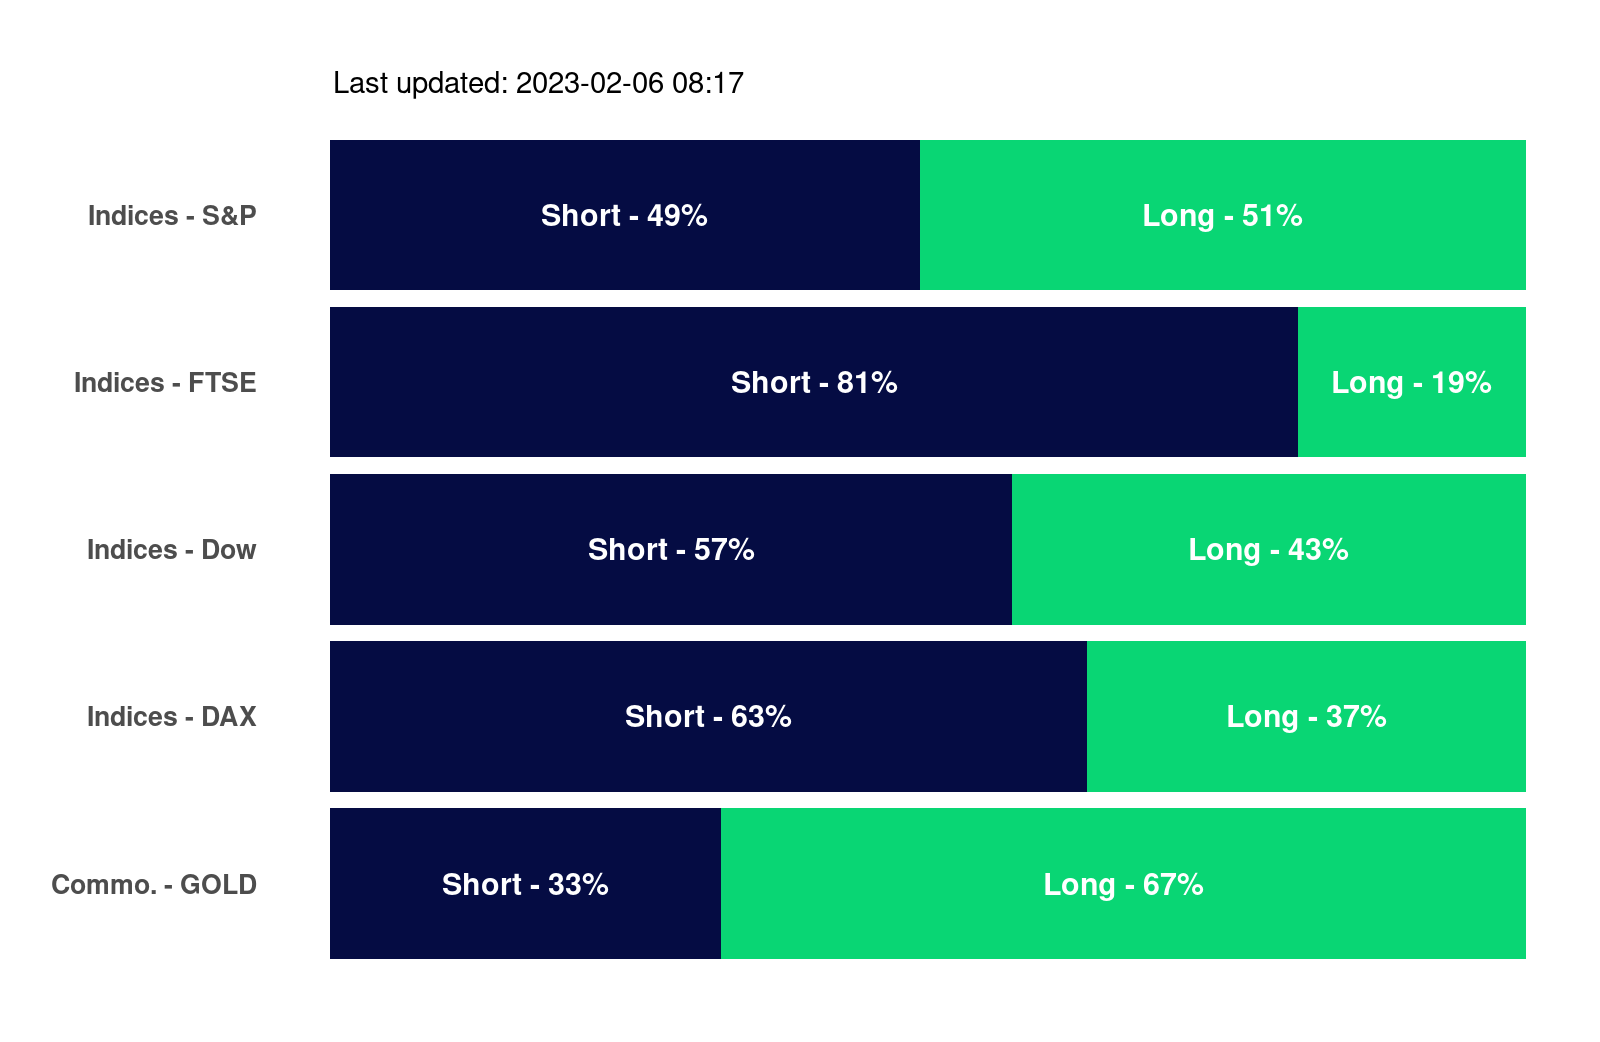 Last updated: 2023-02-06 08:17
Indices - S&P Short - 49% Long - 51%
Indices - FTSE Short - 81% Long - 19%
Indices - Dow Short - 57% Long - 43%
Indices - DAX Short - 63% Long - 37%
Commo. - GOLD Short - 33% Long - 67%